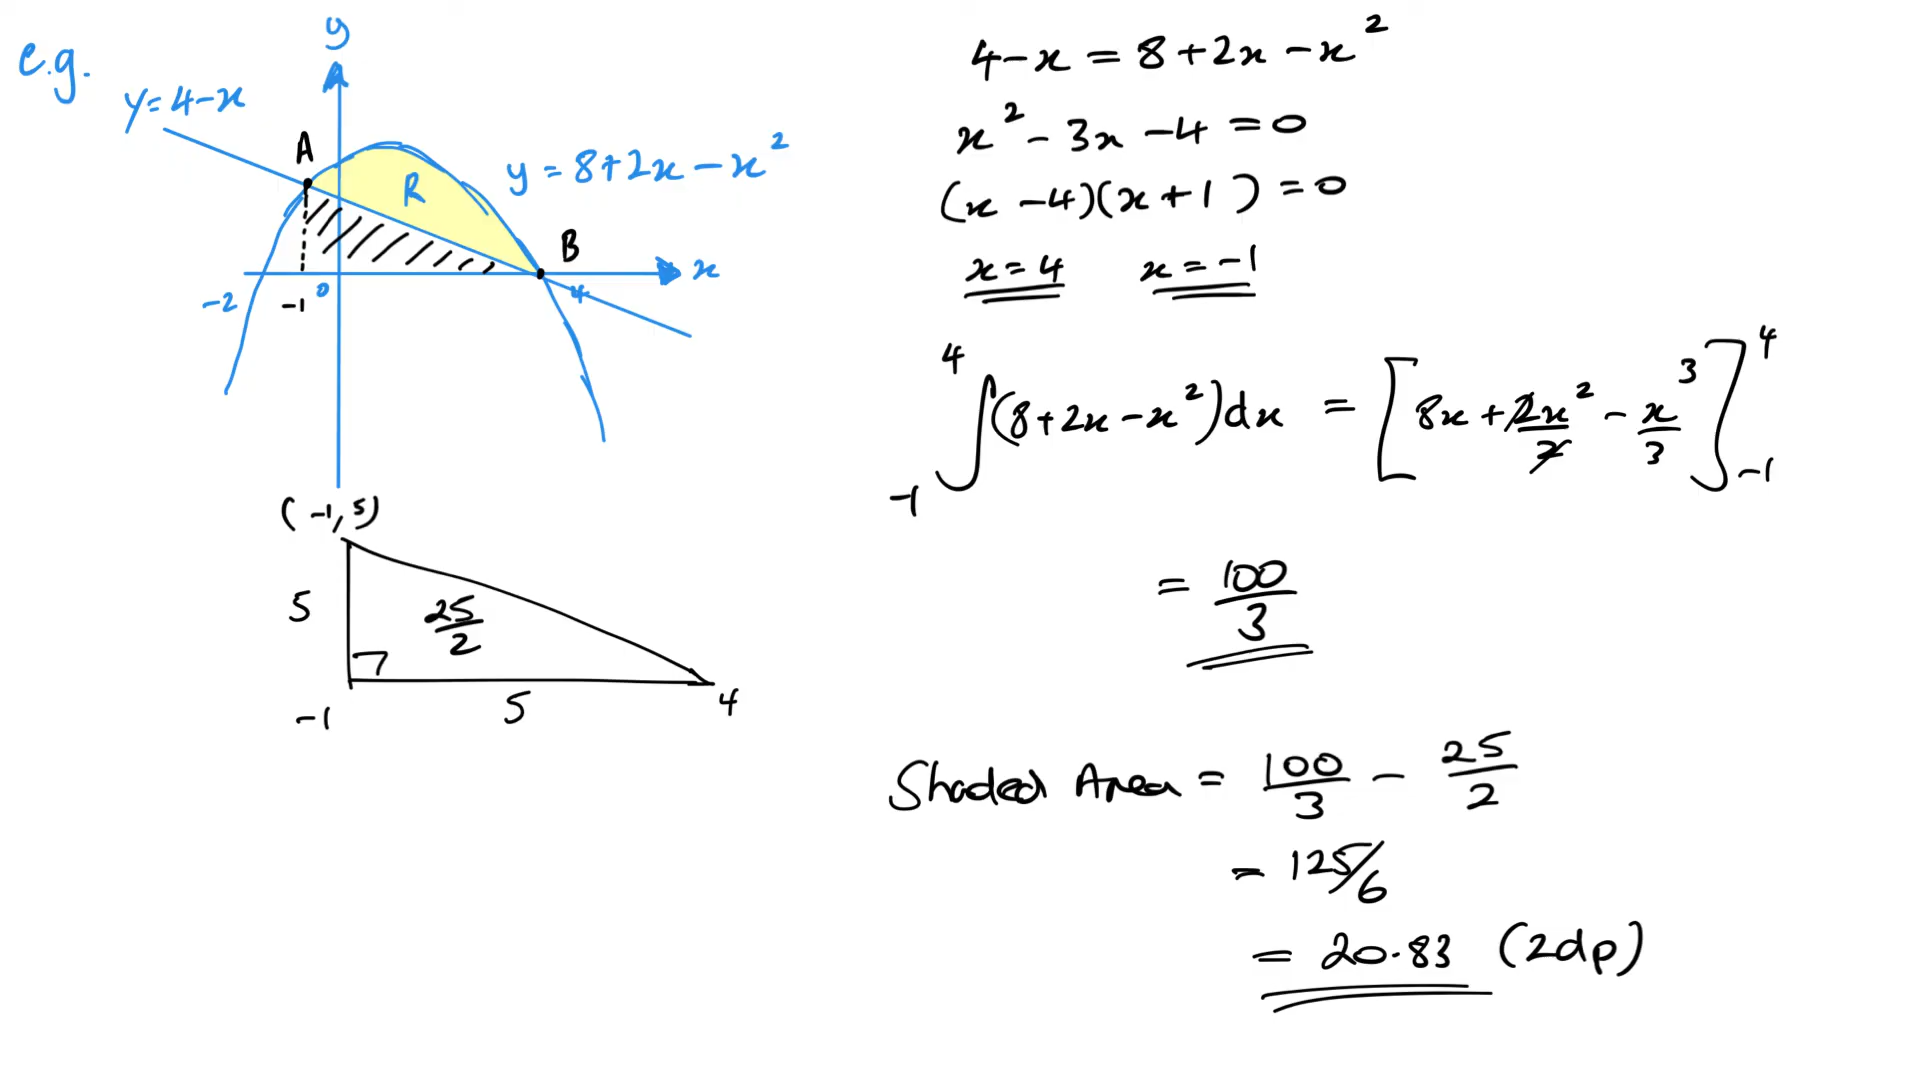 e.g.
y
y=4-x
A
y = 8+2x-x²
R
B
x
-2
-1
0
4
(-1,5)
5
25/2
-1
5
4
4-x = 8+2x-x²
x²-3x-4=0
(x-4)(x+1)=0
x=4 x=-1
∫₋₁⁴(8+2x-x²)dx = [8x+2x²/2-x³/3]₋₁⁴
= 100/3
Shaded Area = 100/3 - 25/2
= 125/6
= 20.83 (2dp)